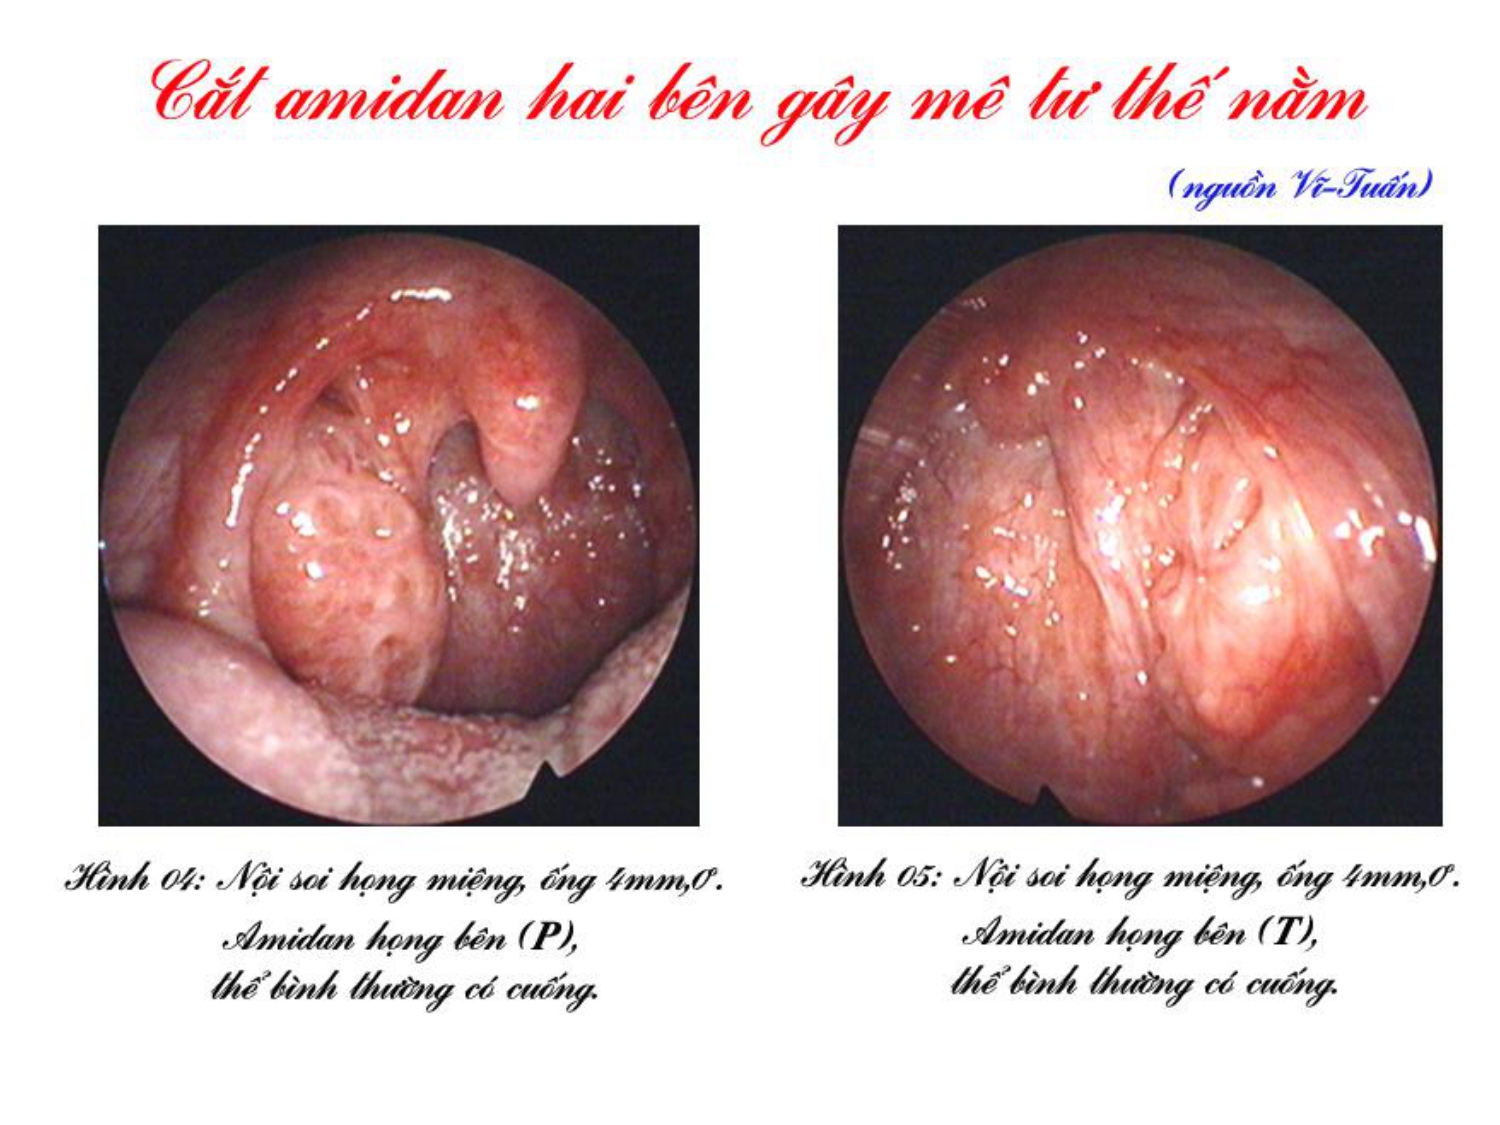 Cắt amidan hai bên gây mê tư thế nằm
(nguồn Vĩ-Tuấn)
Hình 04: Nội soi họng miệng, ống 4mm,0°.
Amidan họng bên (P),
thể bình thường có cuống.
Hình 05: Nội soi họng miệng, ống 4mm,0°.
Amidan họng bên (T),
thể bình thường có cuống.